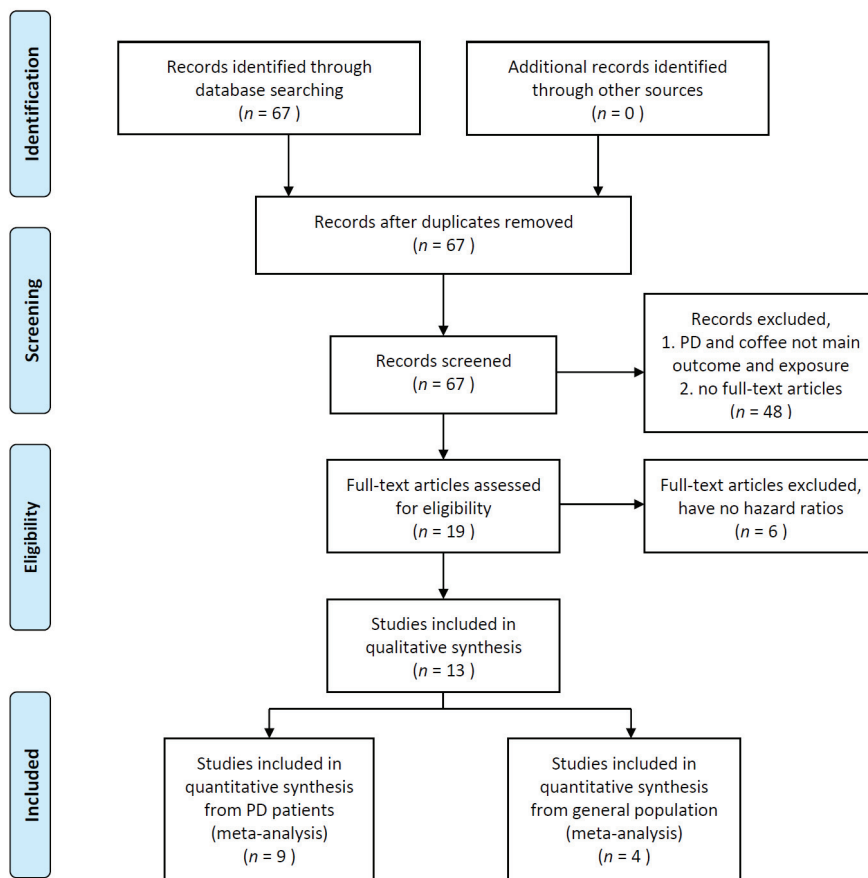 Identification
Records identified through
database searching
(n = 67 )
Additional records identified
through other sources
(n = 0 )
Records after duplicates removed
(n = 67 )
Screening
Records screened
(n = 67 )
Records excluded,
1. PD and coffee not main
outcome and exposure
2. no full-text articles
(n = 48 )
Eligibility
Full-text articles assessed
for eligibility
(n = 19 )
Full-text articles excluded,
have no hazard ratios
(n = 6 )
Studies included in
qualitative synthesis
(n = 13 )
Included
Studies included in
quantitative synthesis
from PD patients
(meta-analysis)
(n = 9 )
Studies included in
quantitative synthesis
from general population
(meta-analysis)
(n = 4 )